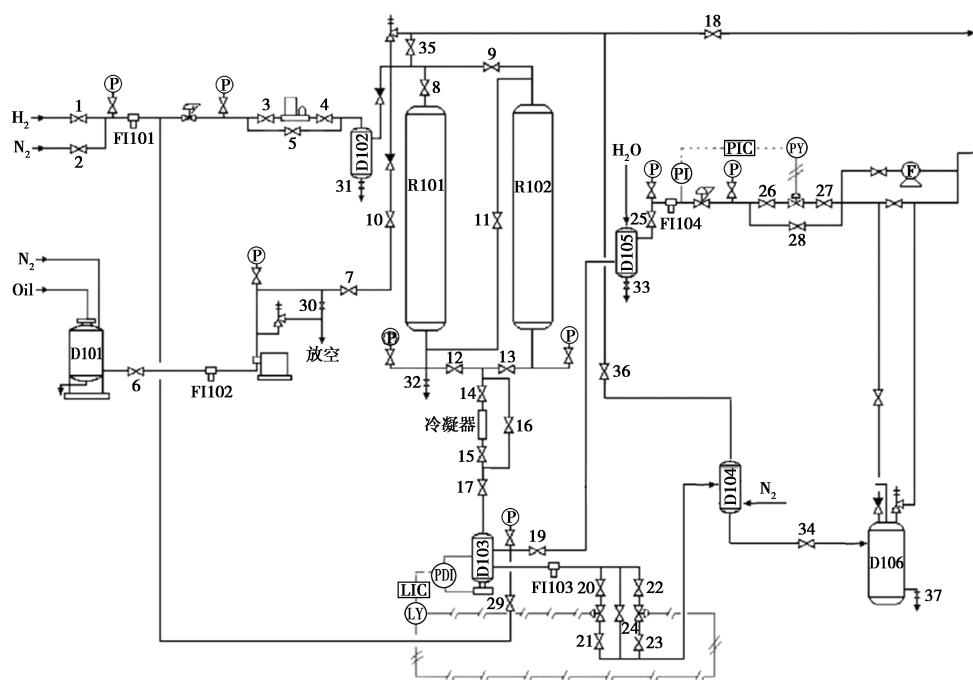 18
35
9
P
P
8
1
3
4
H₂
FI101
5
N₂
2
D102
31
R101
R102
10
11
H₂O
P
PI
PIC
P
PY
F
26
27
25
FI104
28
D105
33
N₂
Oil
P
7
30
放空
D101
6
FI102
P
12
13
P
32
14
冷凝器
16
15
17
36
D104
N₂
34
D106
37
P
19
D103
PDI
LIC
LY
29
FI103
20
22
24
21
23